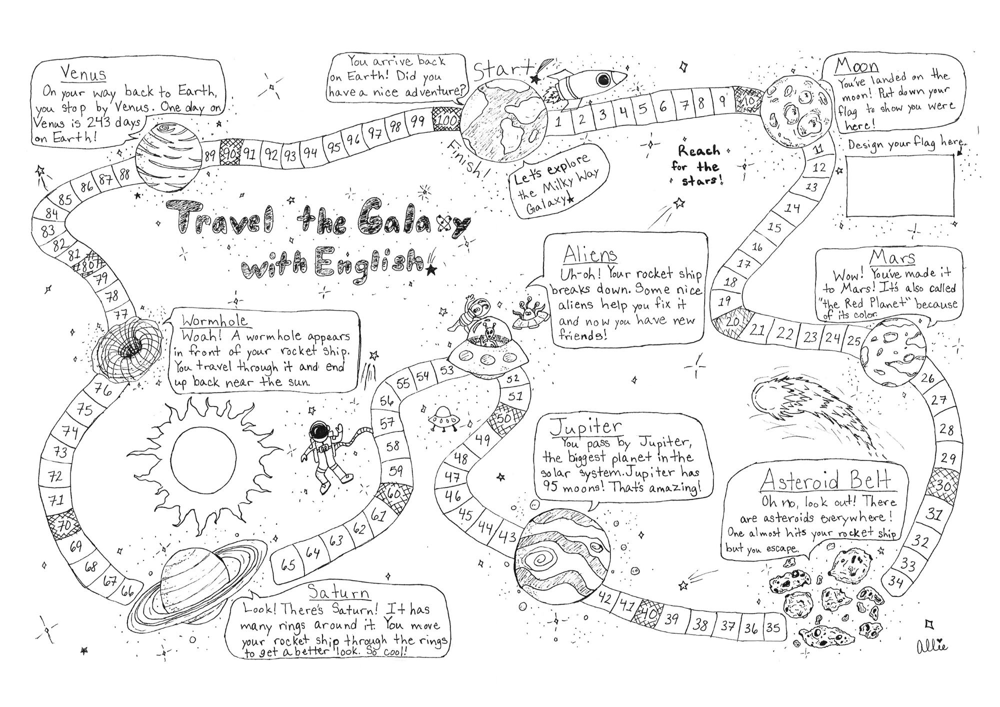 Travel the Galaxy
with English
Start!
Let's explore
the Milky Way
Galaxy
1 2 3 4 5 6 7 8 9 10
Moon
You've landed on the
moon! Put down your
flag to show you were
here!
Design your flag here.
Reach
for the
stars!
11
12
13
14
15
16
17
18
19
20 21 22 23 24 25
Mars
Wow! You've made it
to Mars! It's also called
"the Red Planet" because
of its color.
26
27
28
29
30
31
32
33
34
Asteroid Belt
Oh no, look out! There
are asteroids everywhere!
One almost hits your rocket ship
but you escape.
35 36 37 38 39 40 41 42
Jupiter
You pass by Jupiter,
the biggest planet in the
solar system. Jupiter has
95 moons! That's amazing!
43 44 45
46
47
48
49
50
51
52
Aliens
Uh-oh! Your rocket ship
breaks down. Some nice
aliens help you fix it
and now you have new
friends!
53 54 55
56
57
58
59
60
61 62 63 64 65
Saturn
Look! There's Saturn! It has
many rings around it. You move
your rocket ship through the rings
to get a better look. So cool!
66 67 68
69
70
71
72
73
74
75
76
Wormhole
Woah! A wormhole appears
in front of your rocket ship.
You travel through it and end
up back near the sun.
77
78
79
80
81
82
83
84
85 86 87 88
Venus
On your way back to Earth,
you stop by Venus. One day on
Venus is 243 days
on Earth!
89 90 91 92 93 94 95 96 97 98 99 100
You arrive back
on Earth! Did you
have a nice adventure?
Finish!
Allie